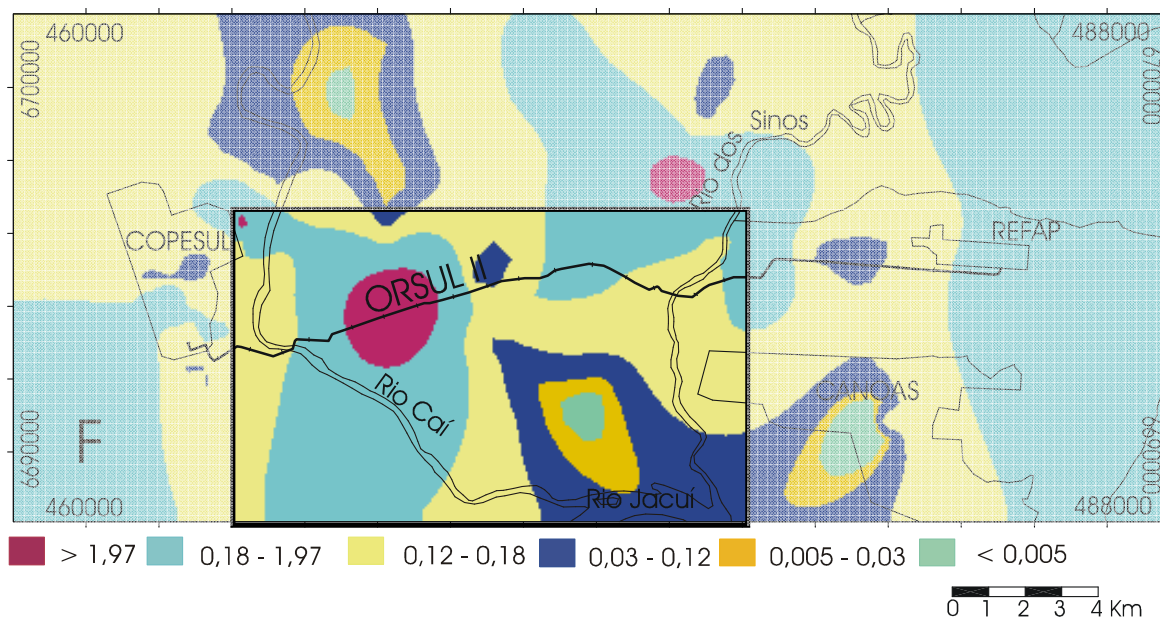 460000
488000
6700000
6700000
Sinos
Rio dos
COPESUL
REFAP
ORSUL II
Rio Caí
CANOAS
F
6690000
6690000
Rio Jacuí
460000
488000
> 1,97
0,18 - 1,97
0,12 - 0,18
0,03 - 0,12
0,005 - 0,03
< 0,005
0 1 2 3 4 Km